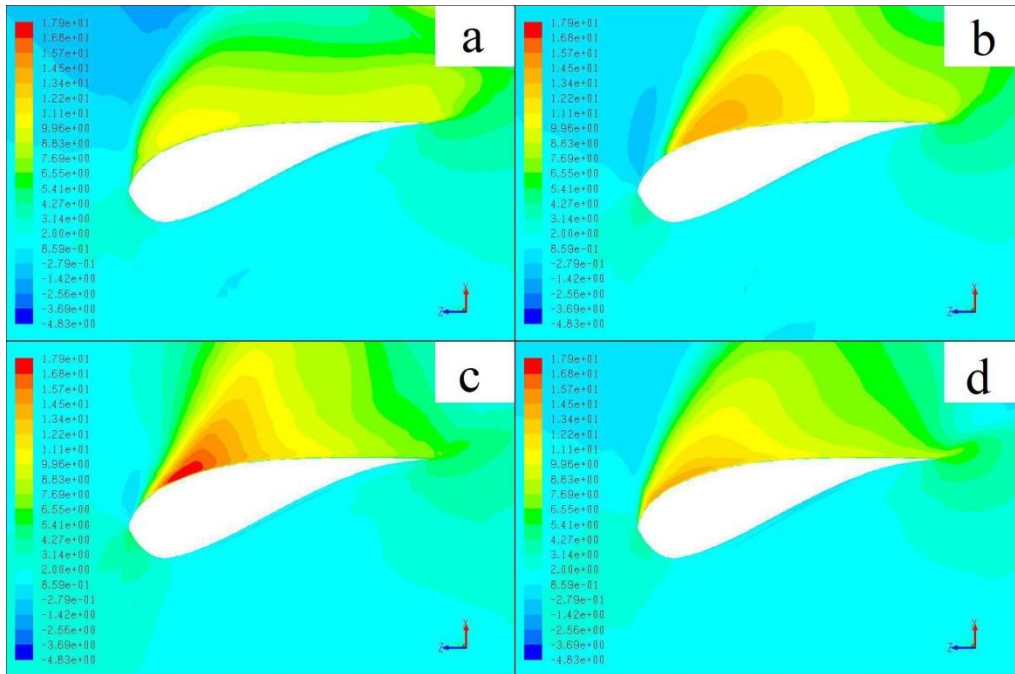 a
1.79e+01
1.68e+01
1.57e+01
1.45e+01
1.34e+01
1.22e+01
1.11e+01
9.96e+00
8.83e+00
7.69e+00
6.55e+00
5.41e+00
4.27e+00
3.14e+00
2.00e+00
8.59e-01
-2.79e-01
-1.42e+00
-2.56e+00
-3.69e+00
-4.83e+00
X
Z
b
1.79e+01
1.68e+01
1.57e+01
1.45e+01
1.34e+01
1.22e+01
1.11e+01
9.96e+00
8.83e+00
7.69e+00
6.55e+00
5.41e+00
4.27e+00
3.14e+00
2.00e+00
8.59e-01
-2.79e-01
-1.42e+00
-2.56e+00
-3.69e+00
-4.83e+00
X
Z
c
1.79e+01
1.68e+01
1.57e+01
1.45e+01
1.34e+01
1.22e+01
1.11e+01
9.96e+00
8.83e+00
7.69e+00
6.55e+00
5.41e+00
4.27e+00
3.14e+00
2.00e+00
8.59e-01
-2.79e-01
-1.42e+00
-2.56e+00
-3.69e+00
-4.83e+00
X
Z
d
1.79e+01
1.68e+01
1.57e+01
1.45e+01
1.34e+01
1.22e+01
1.11e+01
9.96e+00
8.83e+00
7.69e+00
6.55e+00
5.41e+00
4.27e+00
3.14e+00
2.00e+00
8.59e-01
-2.79e-01
-1.42e+00
-2.56e+00
-3.69e+00
-4.83e+00
X
Z